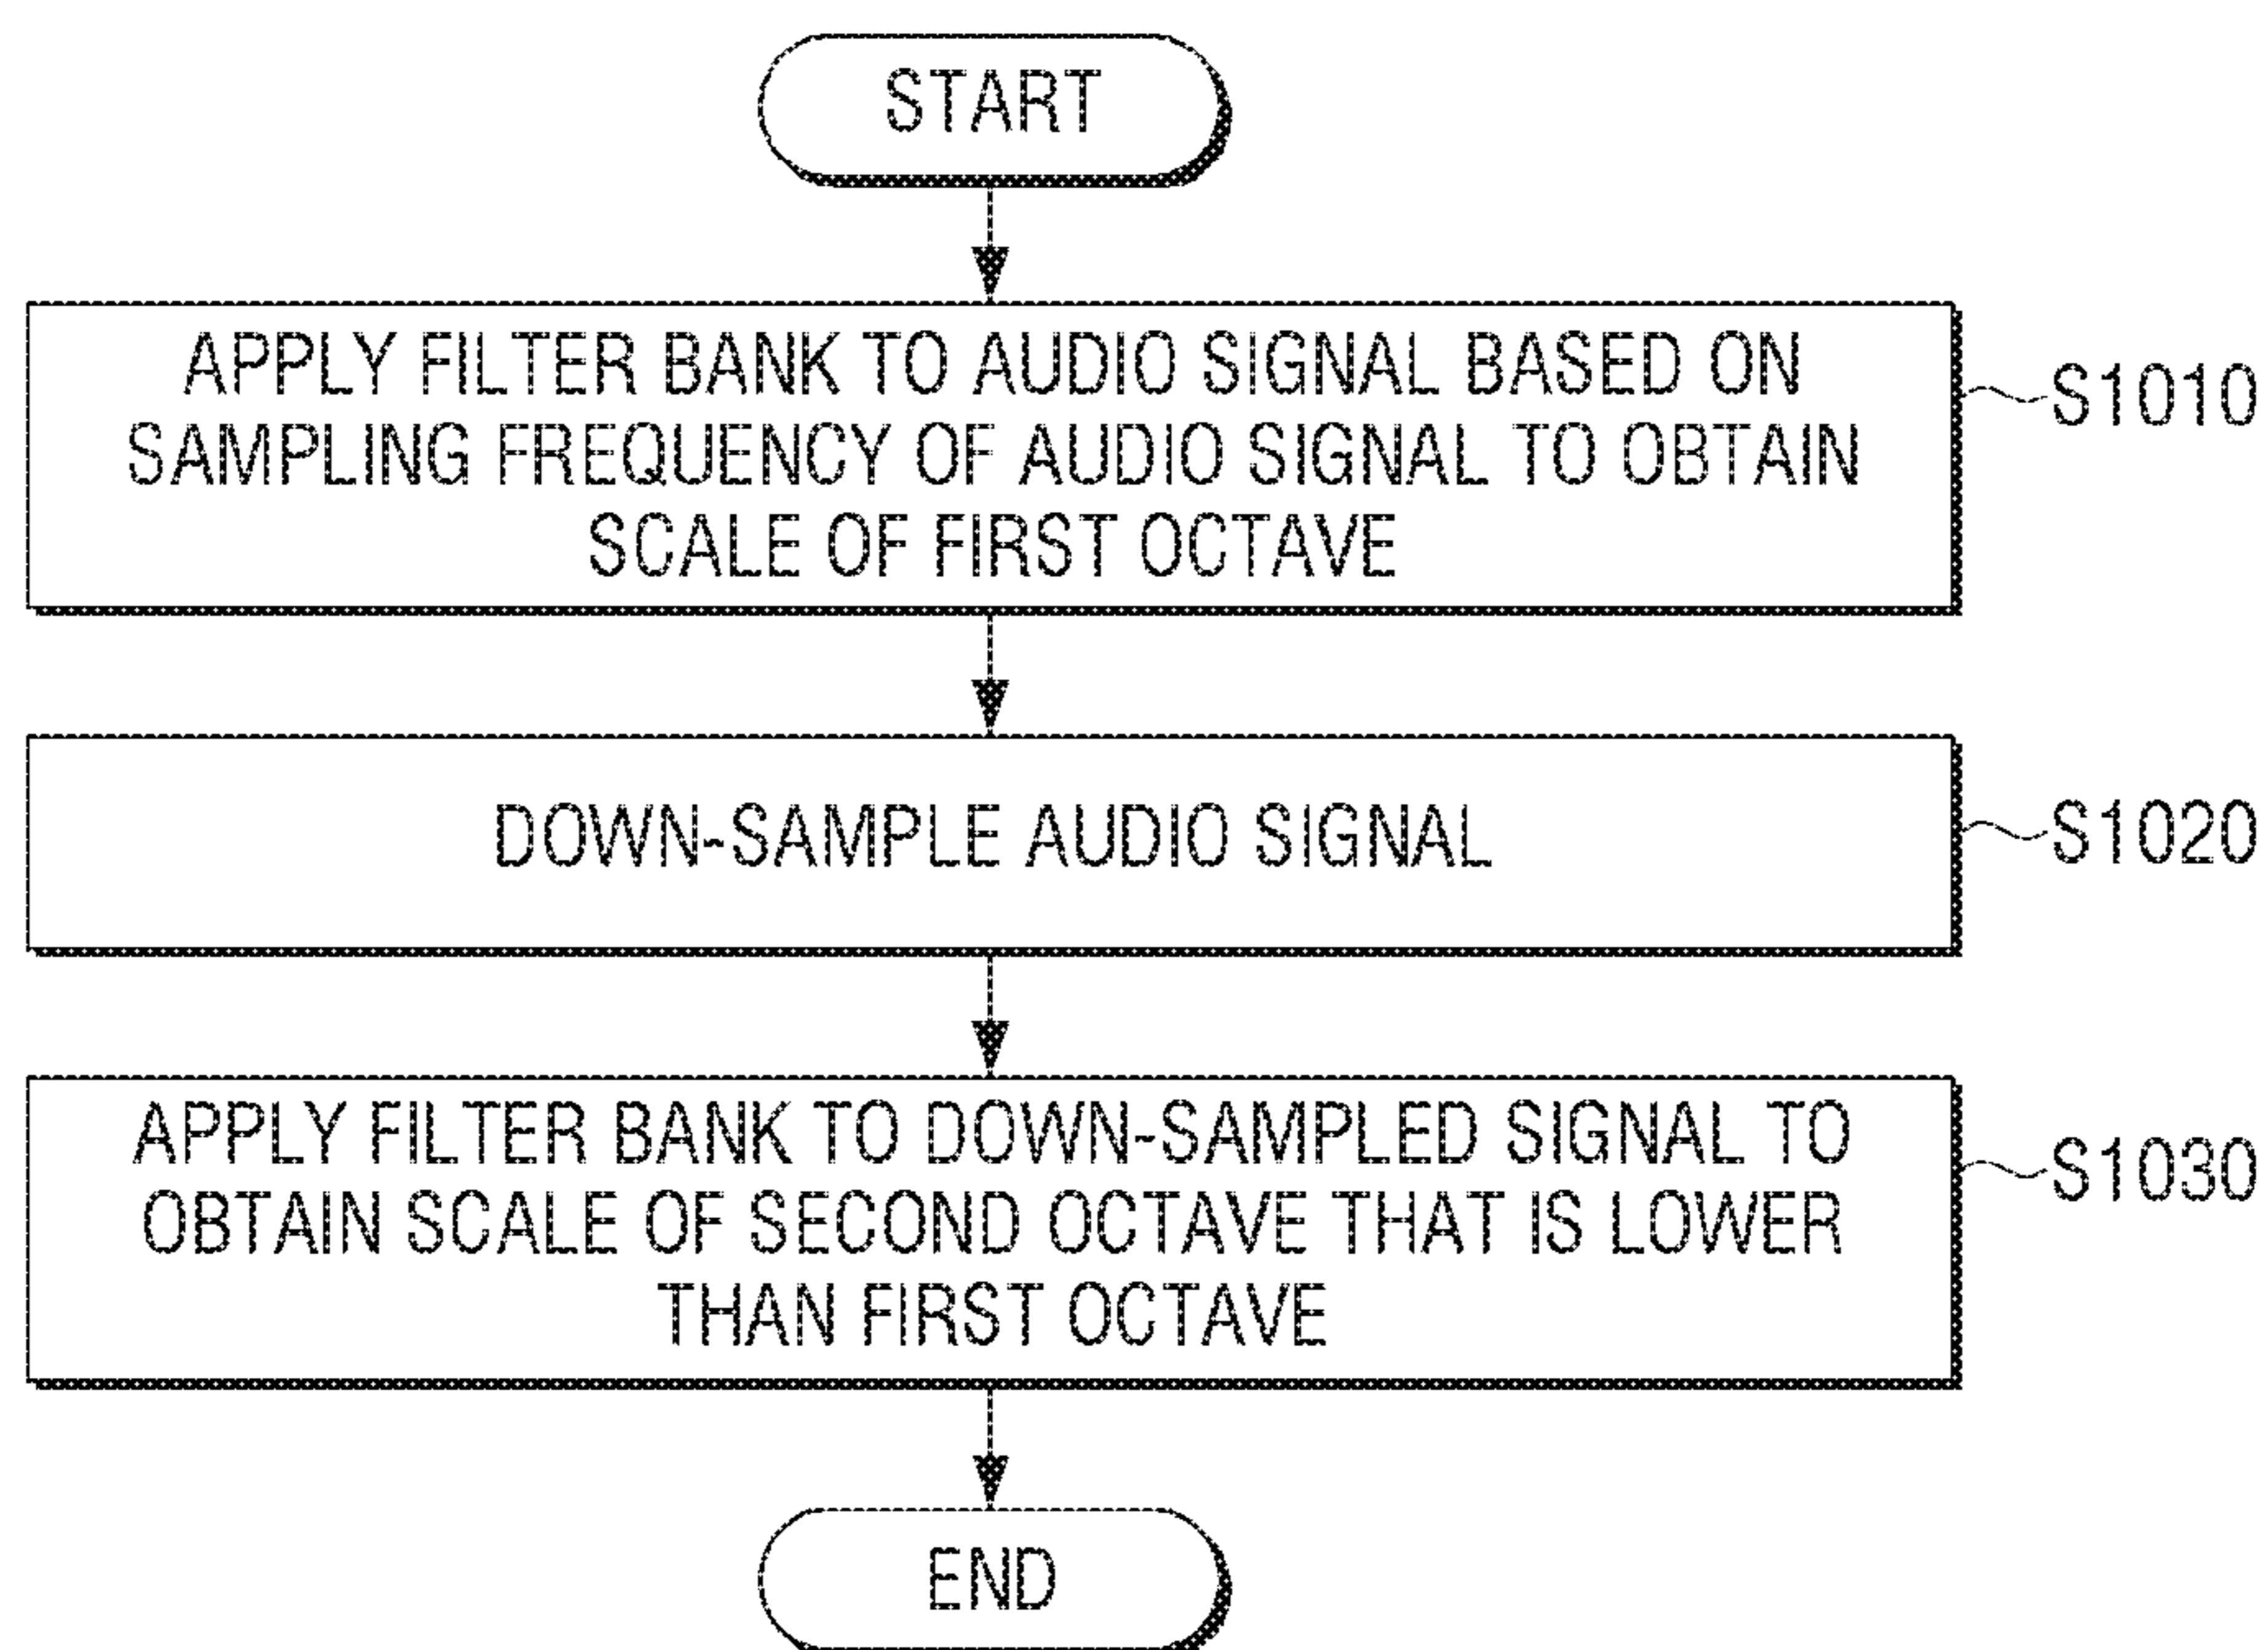 START
APPLY FILTER BANK TO AUDIO SIGNAL BASED ON
SAMPLING FREQUENCY OF AUDIO SIGNAL TO OBTAIN
SCALE OF FIRST OCTAVE
S1010
DOWN-SAMPLE AUDIO SIGNAL
S1020
APPLY FILTER BANK TO DOWN-SAMPLED SIGNAL TO
OBTAIN SCALE OF SECOND OCTAVE THAT IS LOWER
THAN FIRST OCTAVE
S1030
END